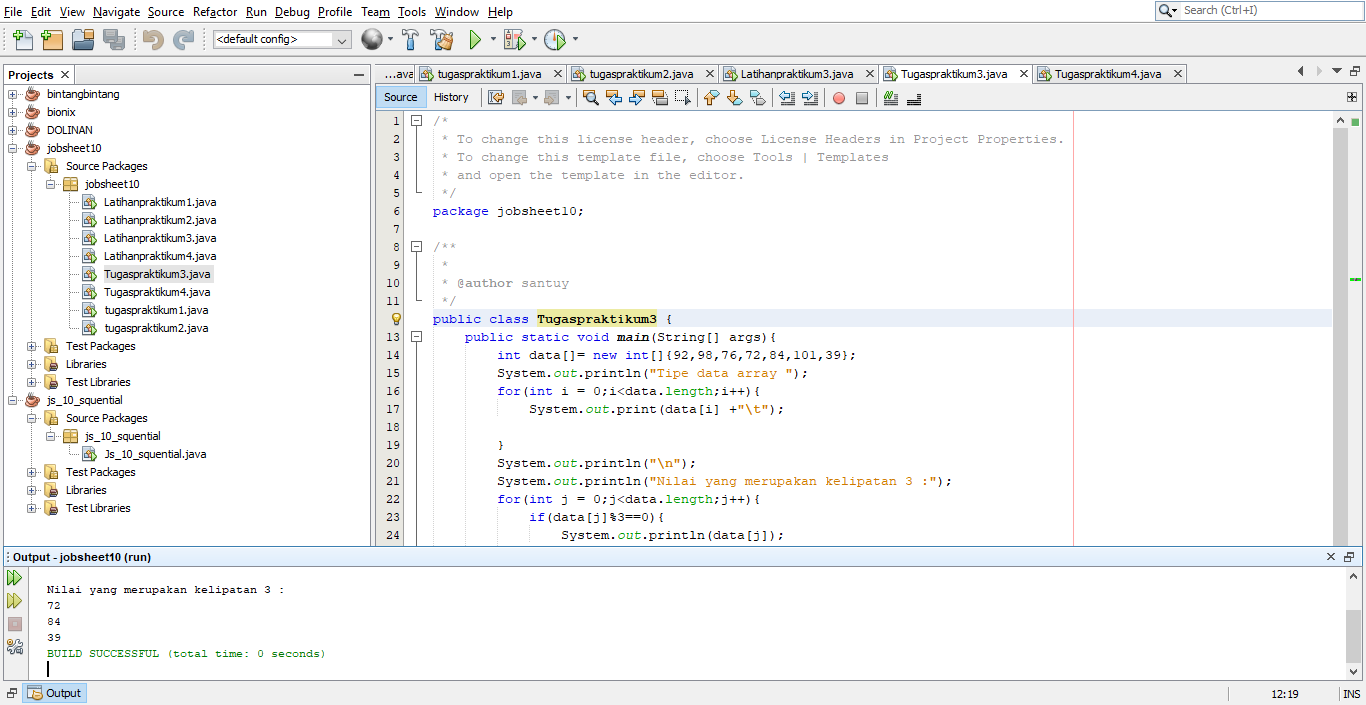 File Edit View Navigate Source Refactor Run Debug Profile Team Tools Window Help
Search (Ctrl+I)
<default config>
Projects
...ava tugaspraktikum1.java tugaspraktikum2.java Latihanpraktikum3.java Tugaspraktikum3.java Tugaspraktikum4.java
Source History
bintangbintang
bionix
DOLINAN
jobsheet10
Source Packages
jobsheet10
Latihanpraktikum1.java
Latihanpraktikum2.java
Latihanpraktikum3.java
Latihanpraktikum4.java
Tugaspraktikum3.java
Tugaspraktikum4.java
tugaspraktikum1.java
tugaspraktikum2.java
Test Packages
Libraries
Test Libraries
js_10_squential
Source Packages
js_10_squential
Js_10_squential.java
Test Packages
Libraries
Test Libraries
1 /*
2 * To change this license header, choose License Headers in Project Properties.
3 * To change this template file, choose Tools | Templates
4 * and open the template in the editor.
5 */
6 package jobsheet10;
7
8 /**
9 *
10 * @author santuy
11 */
public class Tugaspraktikum3 {
13 public static void main(String[] args){
14 int data[]= new int[]{92,98,76,72,84,101,39};
15 System.out.println("Tipe data array ");
16 for(int i = 0;i<data.length;i++){
17 System.out.print(data[i] +"\t");
18
19 }
20 System.out.println("\n");
21 System.out.println("Nilai yang merupakan kelipatan 3 :");
22 for(int j = 0;j<data.length;j++){
23 if(data[j]%3==0){
24 System.out.println(data[j]);
Output - jobsheet10 (run)
Nilai yang merupakan kelipatan 3 :
72
84
39
BUILD SUCCESSFUL (total time: 0 seconds)
Output
12:19 INS